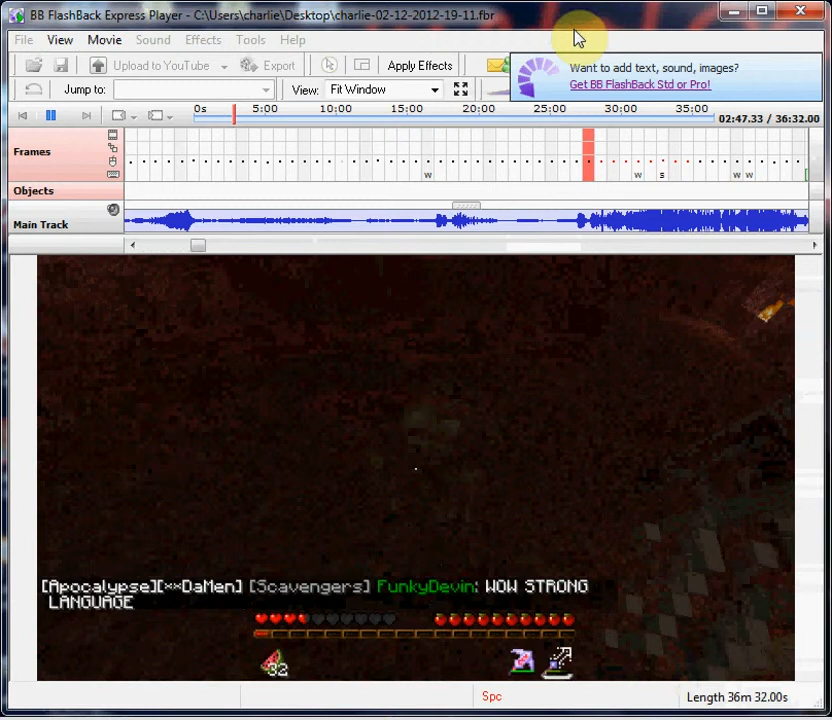 BB FlashBack Express Player - C:\Users\charlie\Desktop\charlie-02-12-2012-19-11.fbr
File View Movie Sound Effects Tools Help
Upload to YouTube Export Apply Effects
Want to add text, sound, images?
Get BB FlashBack Std or Pro!
Jump to: View: Fit Window
0s 5:00 10:00 15:00 20:00 25:00 30:00 35:00
02:47.33 / 36:32.00
Frames
w w s w w
Objects
Main Track
[Apocalypse][**DaMen] [Scavengers] FunkyDevin: WOW STRONG
LANGUAGE
32
Spc Length 36m 32.00s